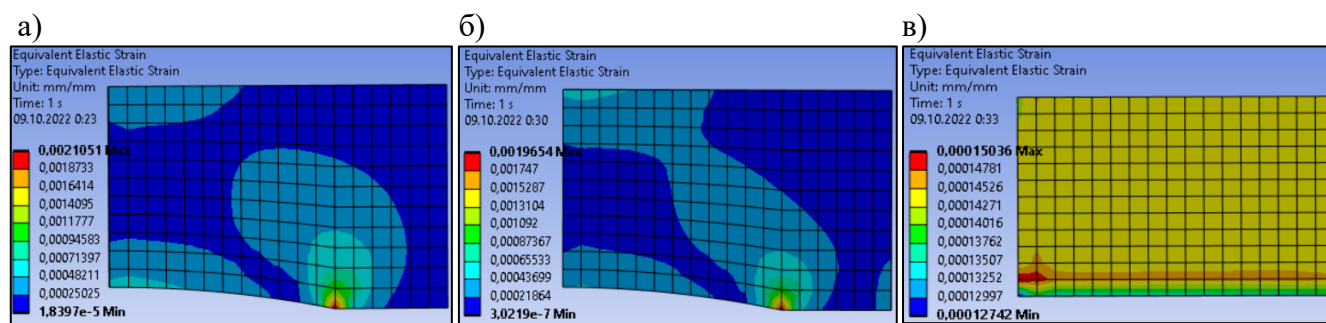 а)
Equivalent Elastic Strain
Type: Equivalent Elastic Strain
Unit: mm/mm
Time: 1 s
09.10.2022 0:23
0,0021051 Max
0,0018733
0,0016414
0,0014095
0,0011777
0,00094583
0,00071397
0,00048211
0,00025025
1,8397e-5 Min
б)
Equivalent Elastic Strain
Type: Equivalent Elastic Strain
Unit: mm/mm
Time: 1 s
09.10.2022 0:30
0,0019654 Max
0,001747
0,0015287
0,0013104
0,001092
0,00087367
0,00065533
0,00043699
0,00021864
3,0219e-7 Min
в)
Equivalent Elastic Strain
Type: Equivalent Elastic Strain
Unit: mm/mm
Time: 1 s
09.10.2022 0:33
0,00015036 Max
0,00014781
0,00014526
0,00014271
0,00014016
0,00013762
0,00013507
0,00013252
0,00012997
0,00012742 Min